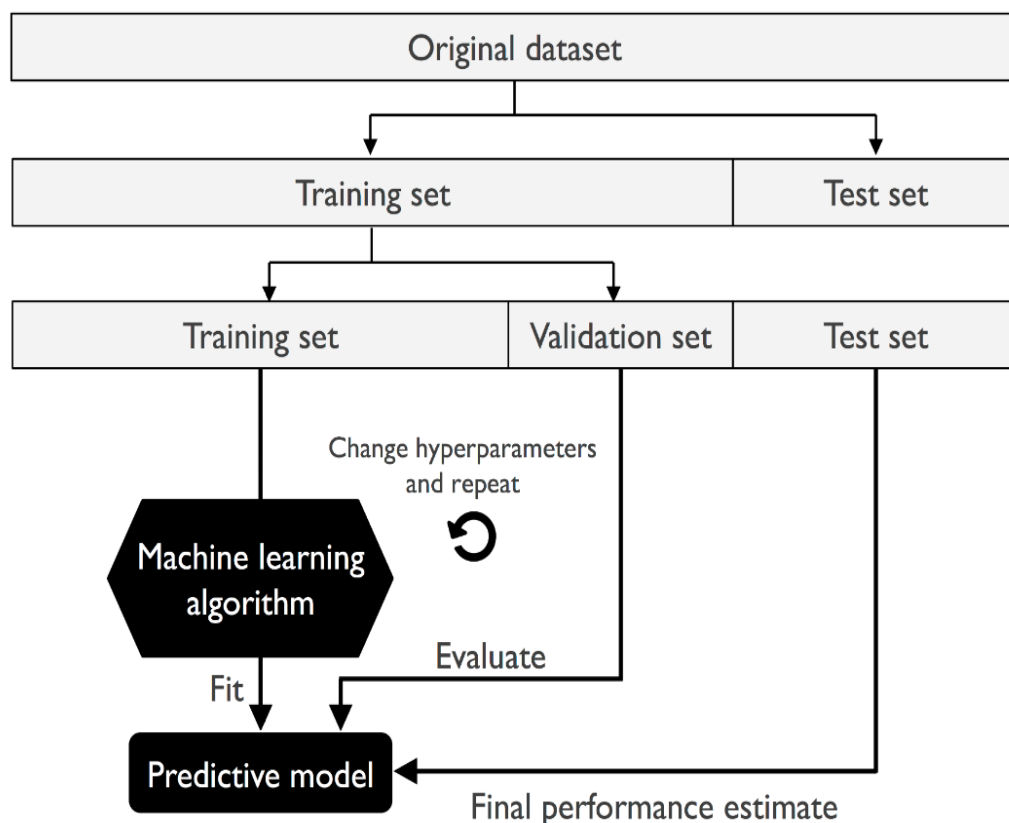 Original dataset
Training set
Test set
Training set
Validation set
Test set
Change hyperparameters
and repeat
Machine learning
algorithm
Evaluate
Fit
Predictive model
Final performance estimate